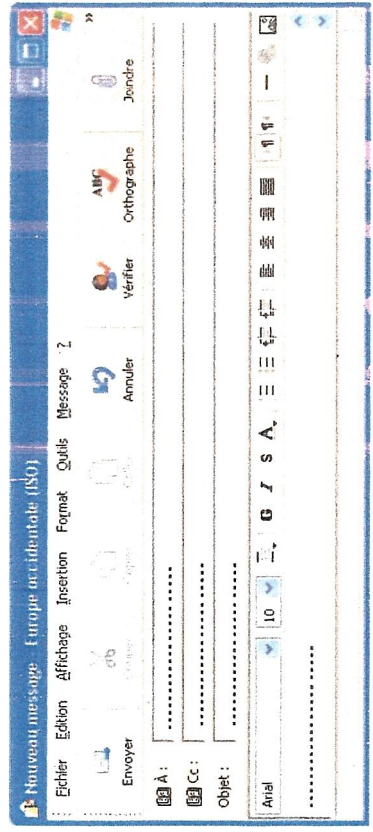 Nouveau message - Europe occidentale (ISO)
Fichier Edition Affichage Insertion Format Outils Message ?
Envoyer Annuler Vérifier Orthographe Joindre »
À : ......................
Cc : ......................
Objet : ......................
Arial 10 G I S A
......................